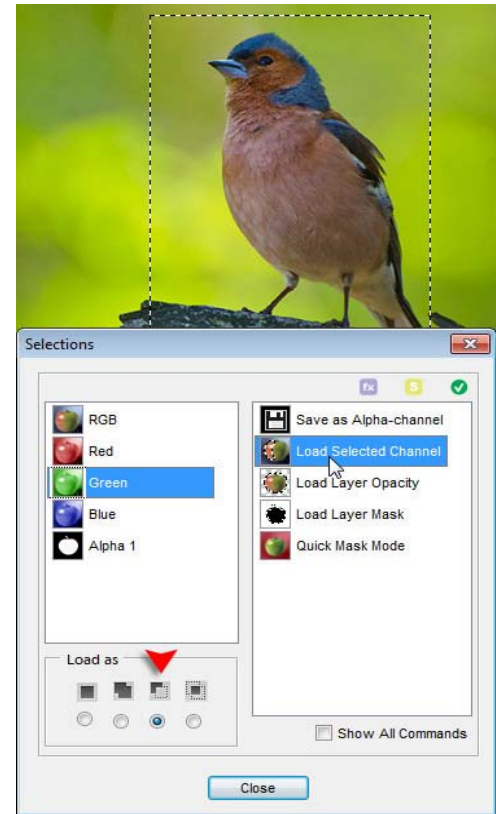 Selections
fx S
RGB
Red
Green
Blue
Alpha 1
Save as Alpha-channel
Load Selected Channel
Load Layer Opacity
Load Layer Mask
Quick Mask Mode
Load as
Show All Commands
Close